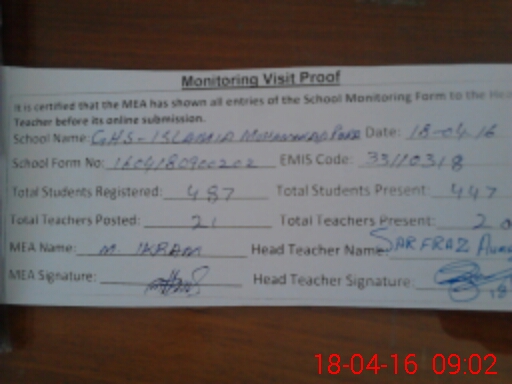 Monitoring Visit Proof
It is certified that the MEA has shown all entries of the School Monitoring Form to the Head
Teacher before its online submission.
School Name: GHS-ISLAMIA Date: 18-04-16
School Form No: 1604180900202 EMIS Code: 33110318
Total Students Registered: 487 Total Students Present: 447
Total Teachers Posted: 21 Total Teachers Present: 20
MEA Name: M. IKRAM Head Teacher Name: SARFRAZ
MEA Signature: Head Teacher Signature:
18-04-16 09:02